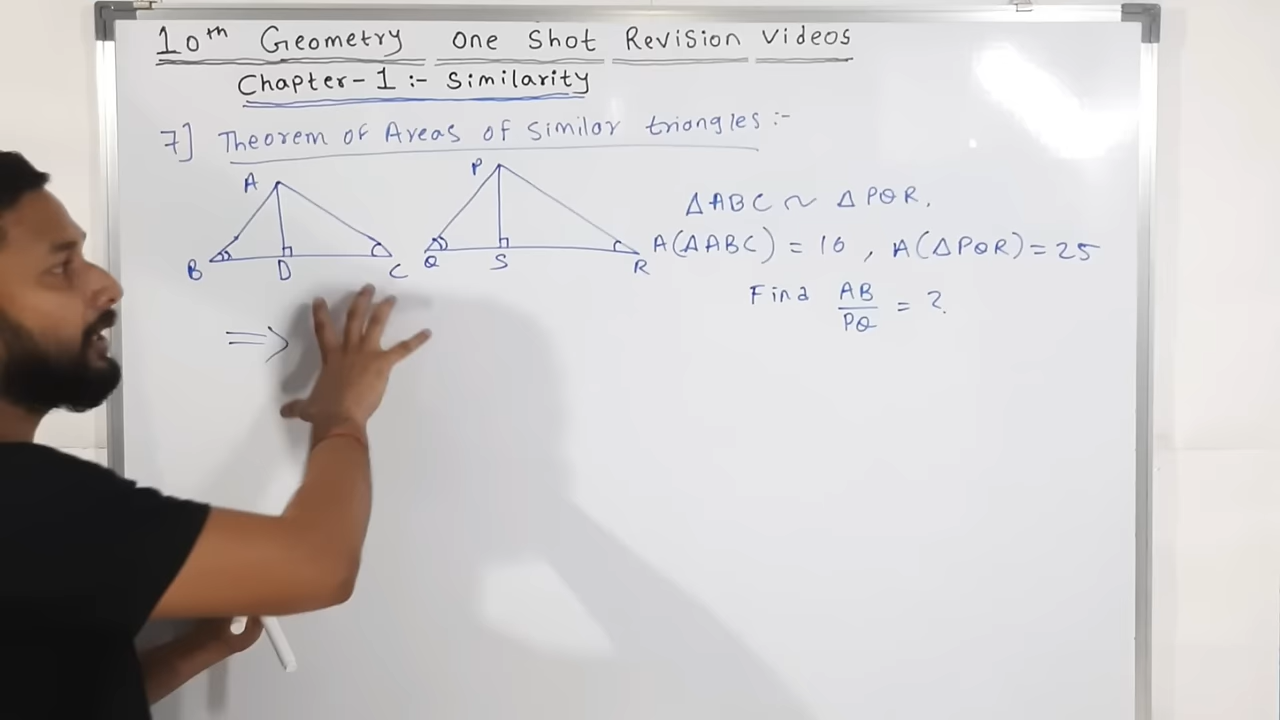 10th Geometry One Shot Revision Videos
Chapter-1 :- Similarity
7] Theorem of Areas of similar triangles :-
A
B D C
P
Q S R
△ABC ~ △PQR.
A(△ABC) = 16 , A(△PQR) = 25
Find AB/PQ = ?
⇒